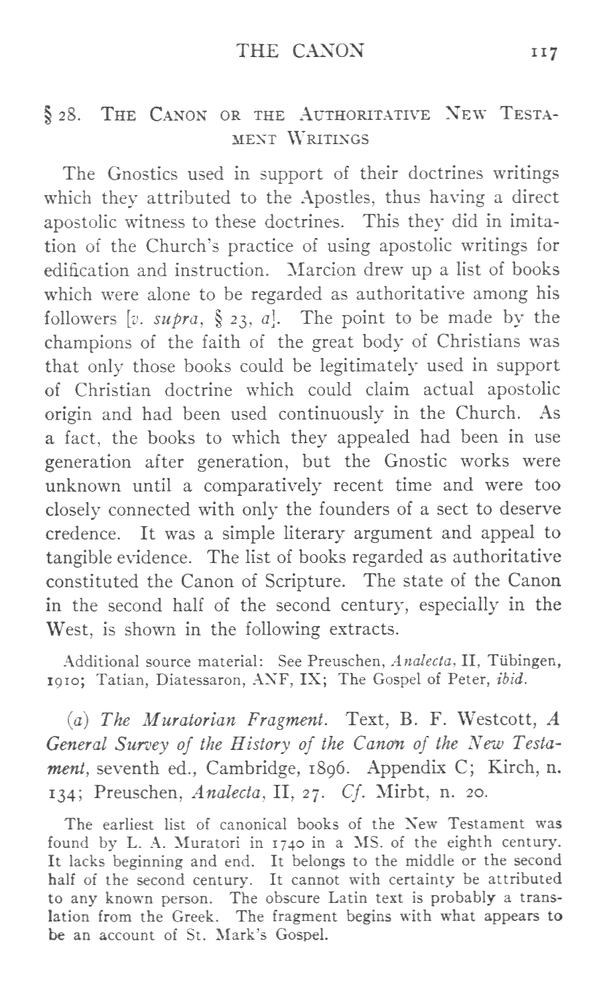 THE CANON 117
§ 28. The Canon or the Authoritative New Testa-
ment Writings
The Gnostics used in support of their doctrines writings
which they attributed to the Apostles, thus having a direct
apostolic witness to these doctrines. This they did in imita-
tion of the Church's practice of using apostolic writings for
edification and instruction. Marcion drew up a list of books
which were alone to be regarded as authoritative among his
followers [v. supra, § 23, a]. The point to be made by the
champions of the faith of the great body of Christians was
that only those books could be legitimately used in support
of Christian doctrine which could claim actual apostolic
origin and had been used continuously in the Church. As
a fact, the books to which they appealed had been in use
generation after generation, but the Gnostic works were
unknown until a comparatively recent time and were too
closely connected with only the founders of a sect to deserve
credence. It was a simple literary argument and appeal to
tangible evidence. The list of books regarded as authoritative
constituted the Canon of Scripture. The state of the Canon
in the second half of the second century, especially in the
West, is shown in the following extracts.
Additional source material: See Preuschen, Analecta, II, Tübingen,
1910; Tatian, Diatessaron, ANF, IX; The Gospel of Peter, ibid.
(a) The Muratorian Fragment. Text, B. F. Westcott, A
General Survey of the History of the Canon of the New Testa-
ment, seventh ed., Cambridge, 1896. Appendix C; Kirch, n.
134; Preuschen, Analecta, II, 27. Cf. Mirbt, n. 20.
The earliest list of canonical books of the New Testament was
found by L. A. Muratori in 1740 in a MS. of the eighth century.
It lacks beginning and end. It belongs to the middle or the second
half of the second century. It cannot with certainty be attributed
to any known person. The obscure Latin text is probably a trans-
lation from the Greek. The fragment begins with what appears to
be an account of St. Mark's Gospel.